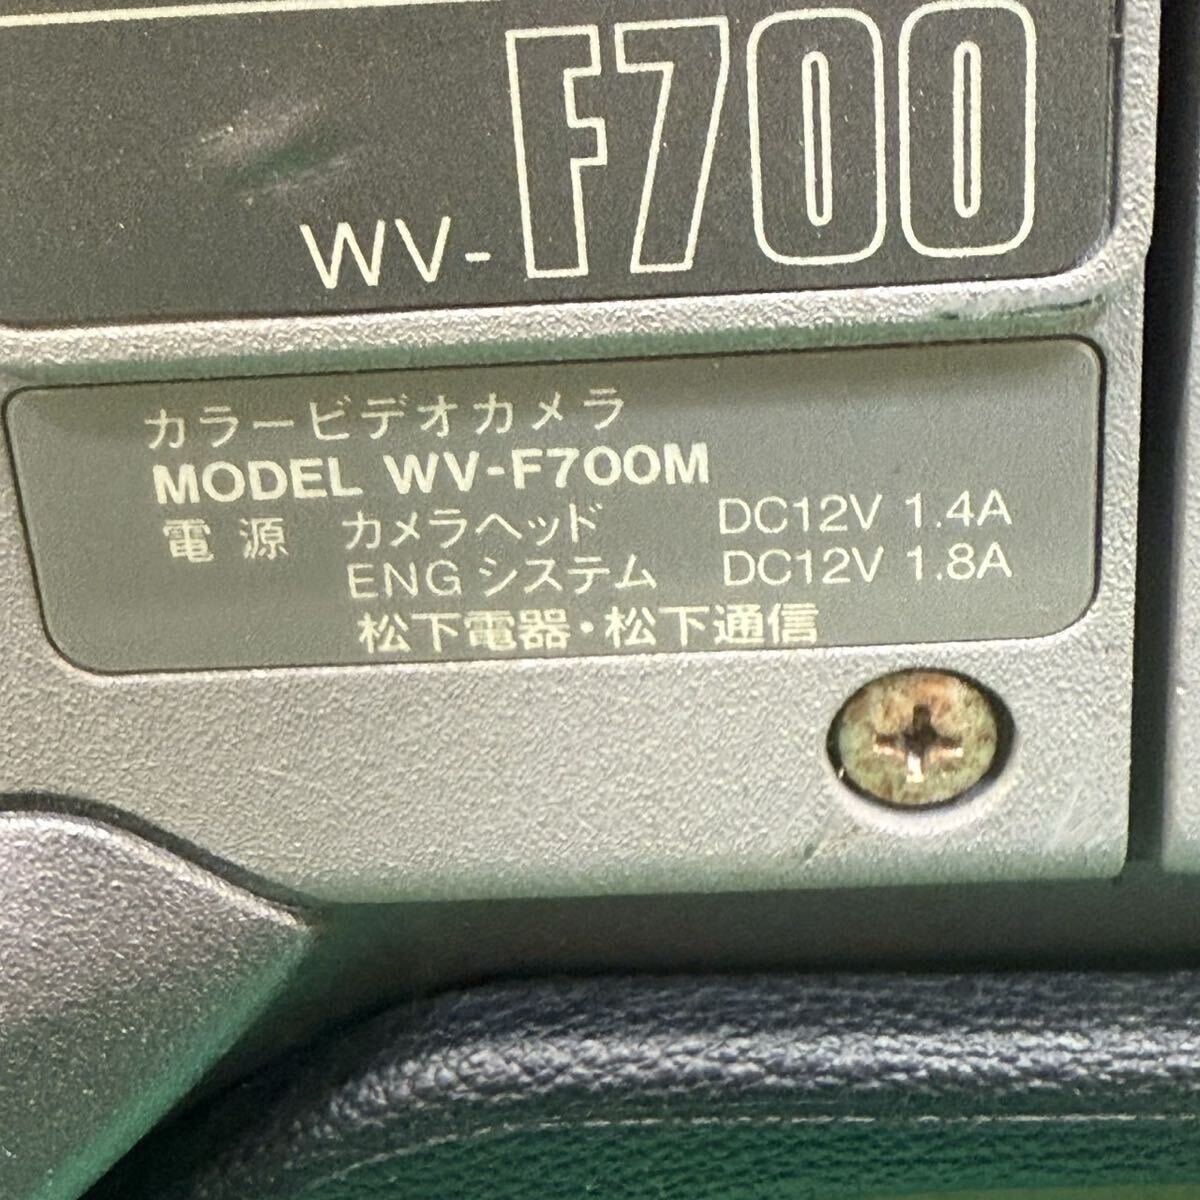 WV-F700
カラービデオカメラ
MODEL WV-F700M
電源 カメラヘッド DC12V 1.4A
ENGシステム DC12V 1.8A
松下電器・松下通信